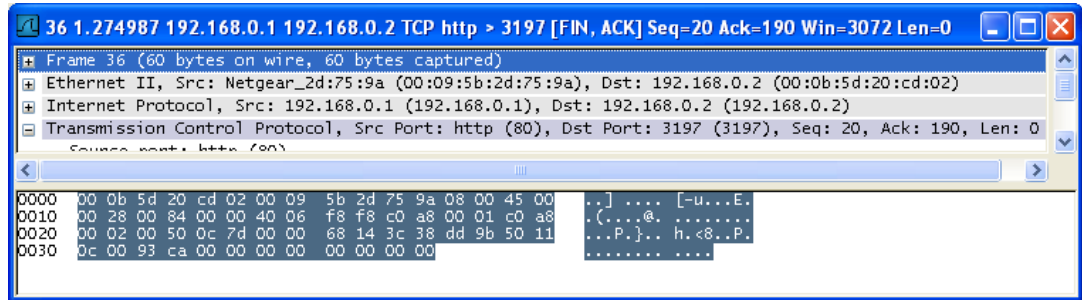 36 1.274987 192.168.0.1 192.168.0.2 TCP http > 3197 [FIN, ACK] Seq=20 Ack=190 Win=3072 Len=0
Frame 36 (60 bytes on wire, 60 bytes captured)
Ethernet II, Src: Netgear_2d:75:9a (00:09:5b:2d:75:9a), Dst: 192.168.0.2 (00:0b:5d:20:cd:02)
Internet Protocol, Src: 192.168.0.1 (192.168.0.1), Dst: 192.168.0.2 (192.168.0.2)
Transmission Control Protocol, Src Port: http (80), Dst Port: 3197 (3197), Seq: 20, Ack: 190, Len: 0
Source port: http (80)
0000 00 0b 5d 20 cd 02 00 09 5b 2d 75 9a 08 00 45 00 ..] .... [-u...E.
0010 00 28 00 84 00 00 40 06 f8 f8 c0 a8 00 01 c0 a8 .(....@. ........
0020 00 02 00 50 0c 7d 00 00 68 14 3c 38 dd 9b 50 11 ...P.}.. h.<8..P.
0030 0c 00 93 ca 00 00 00 00 00 00 00 00 ........ ....